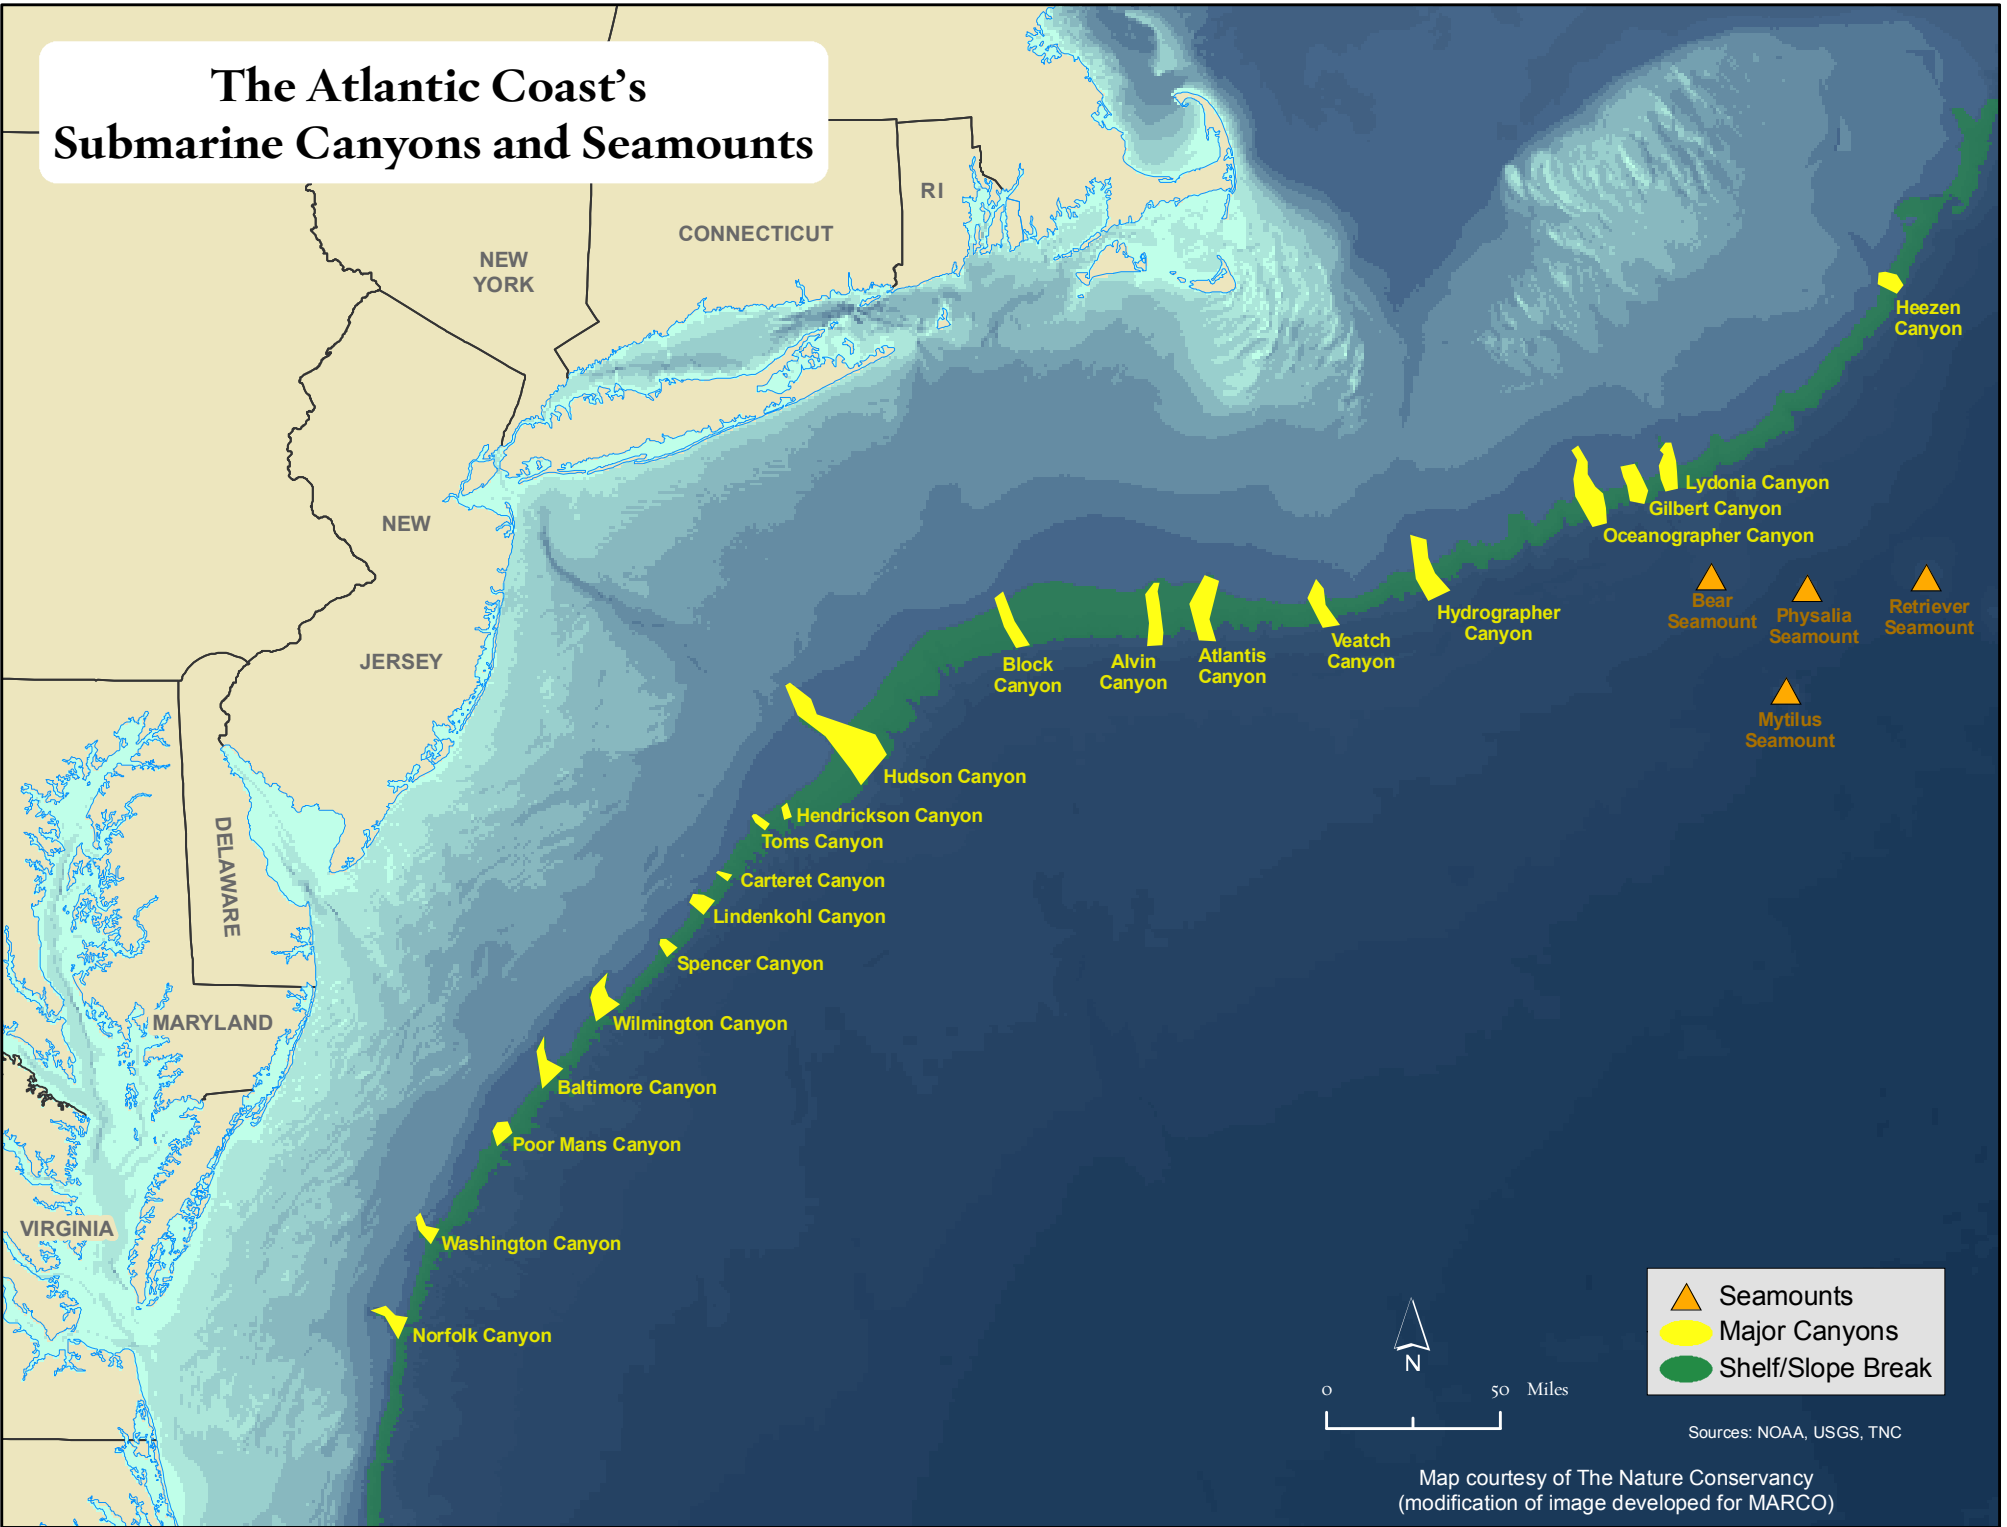 The Atlantic Coast's
Submarine Canyons and Seamounts
RI
CONNECTICUT
NEW
YORK
Heezen
Canyon
Lydonia Canyon
Gilbert Canyon
NEW
Oceanographer Canyon
Bear
Seamount
Physalia
Seamount
Retriever
Seamount
Hydrographer
Canyon
Veatch
Canyon
Atlantis
Canyon
Alvin
Canyon
Block
Canyon
JERSEY
Mytilus
Seamount
Hudson Canyon
Hendrickson Canyon
Toms Canyon
DELAWARE
Carteret Canyon
Lindenkohl Canyon
Spencer Canyon
MARYLAND
Wilmington Canyon
Baltimore Canyon
Poor Mans Canyon
VIRGINIA
Washington Canyon
Norfolk Canyon
Seamounts
Major Canyons
Shelf/Slope Break
N
0 50 Miles
Sources: NOAA, USGS, TNC
Map courtesy of The Nature Conservancy
(modification of image developed for MARCO)